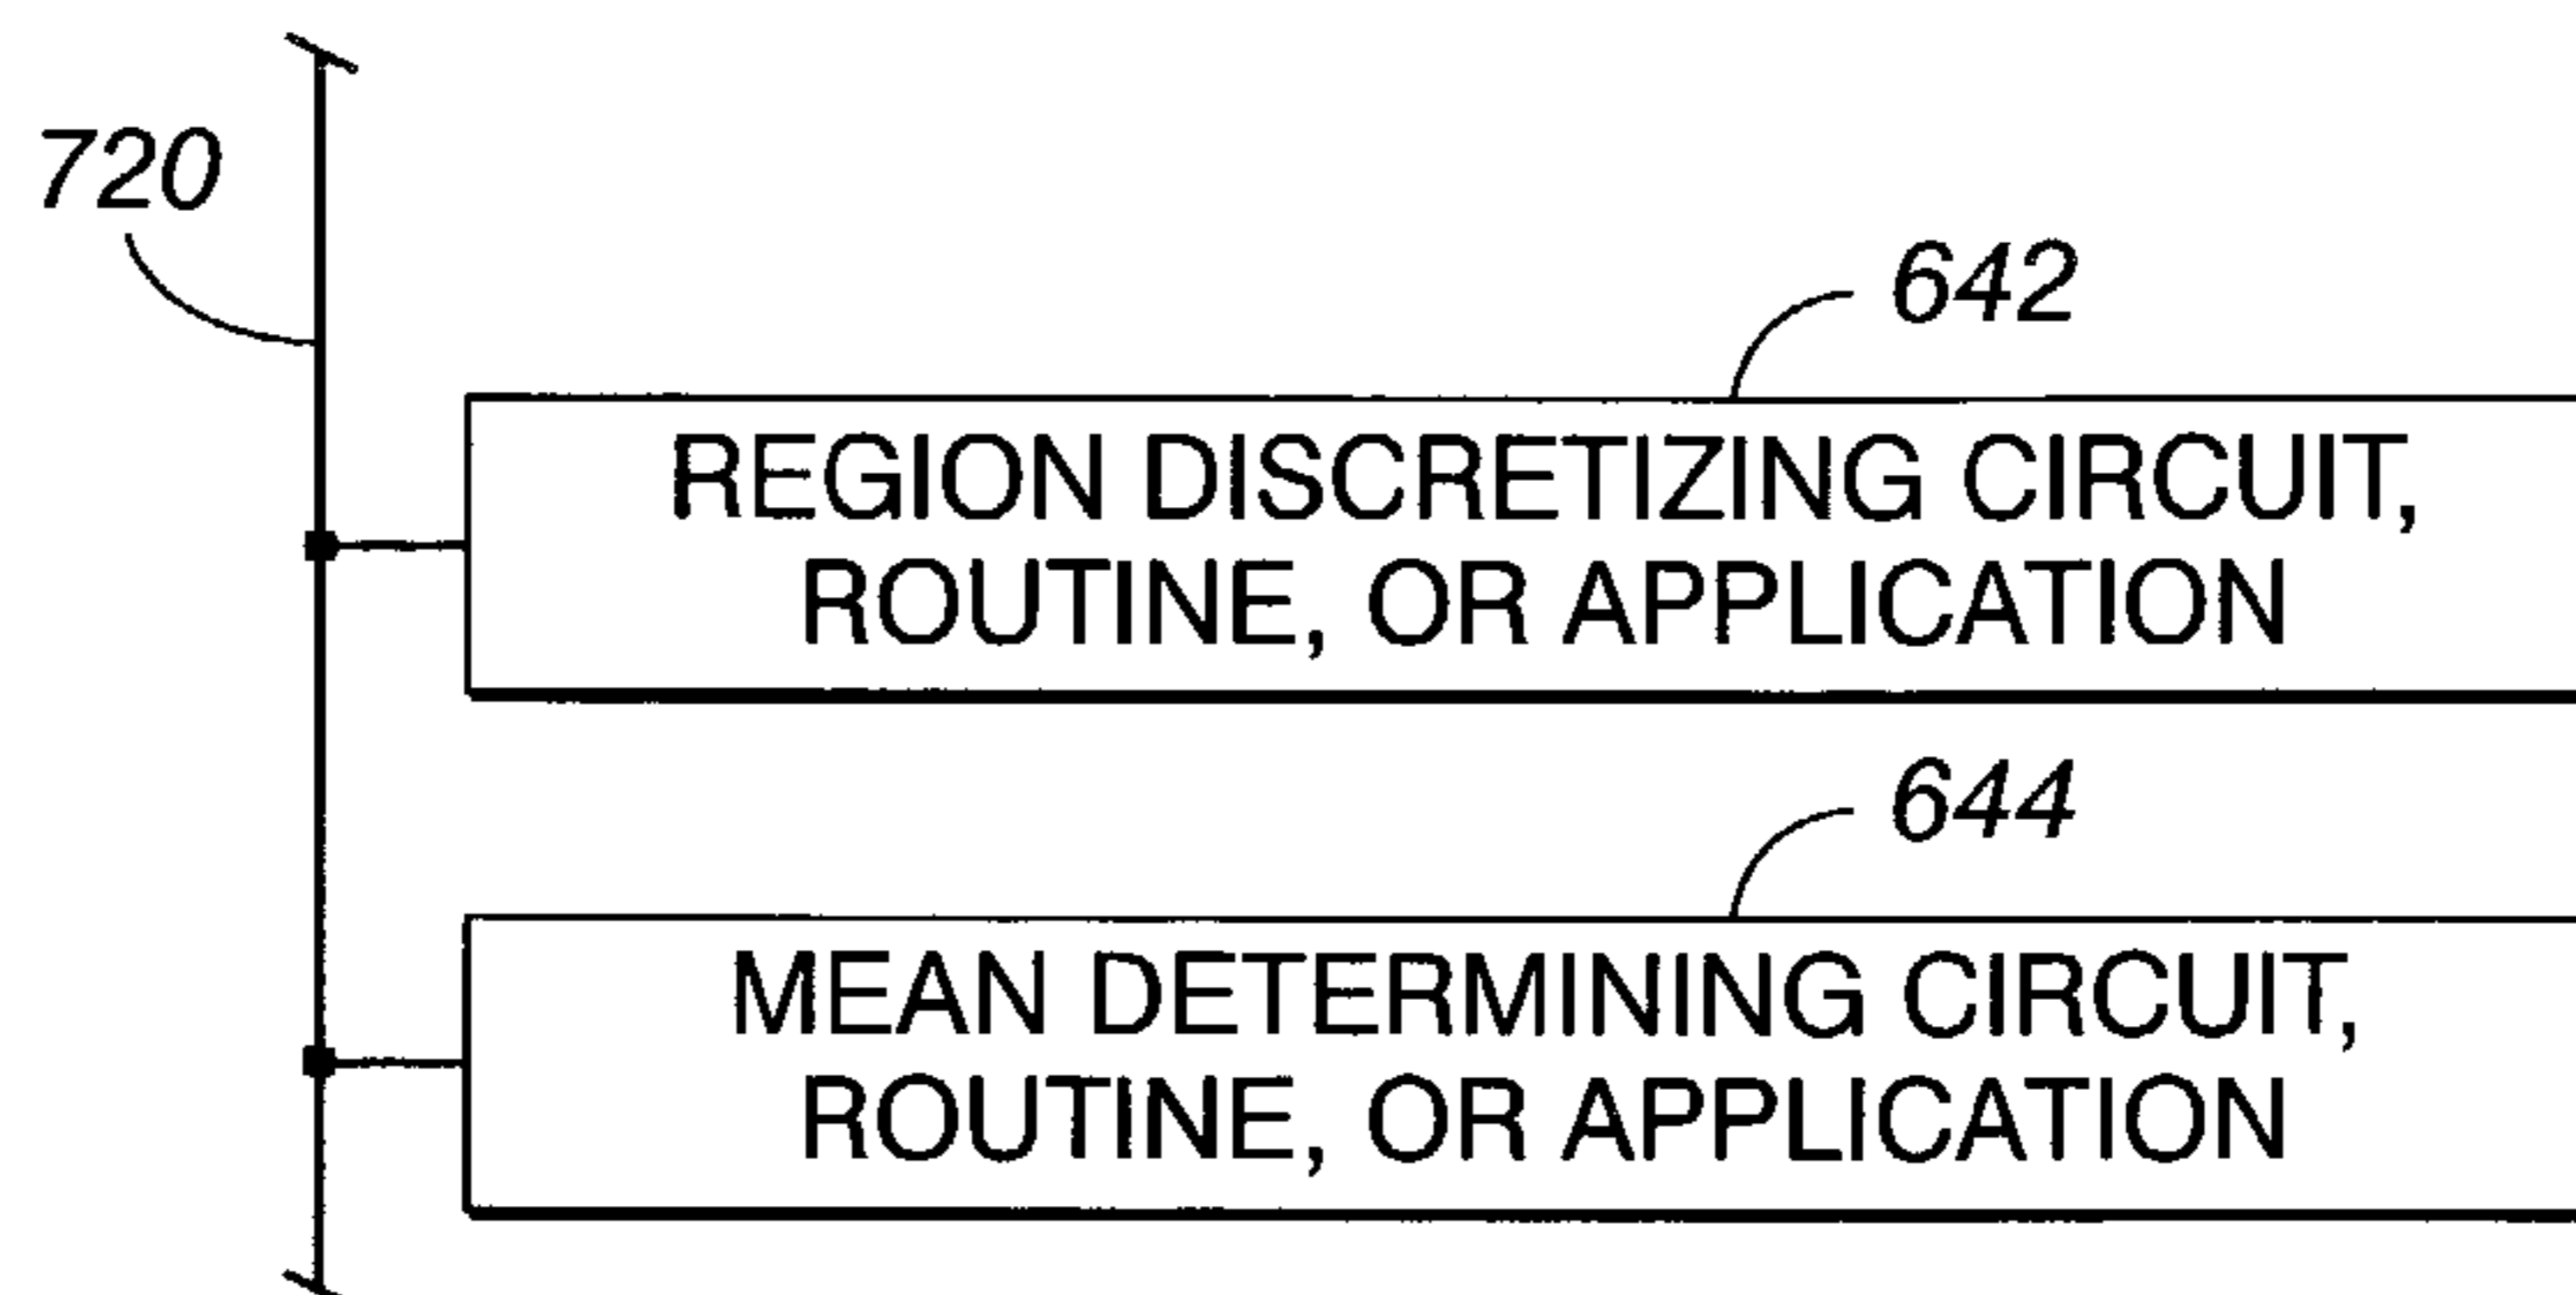 720
642
REGION DISCRETIZING CIRCUIT,
ROUTINE, OR APPLICATION
644
MEAN DETERMINING CIRCUIT,
ROUTINE, OR APPLICATION